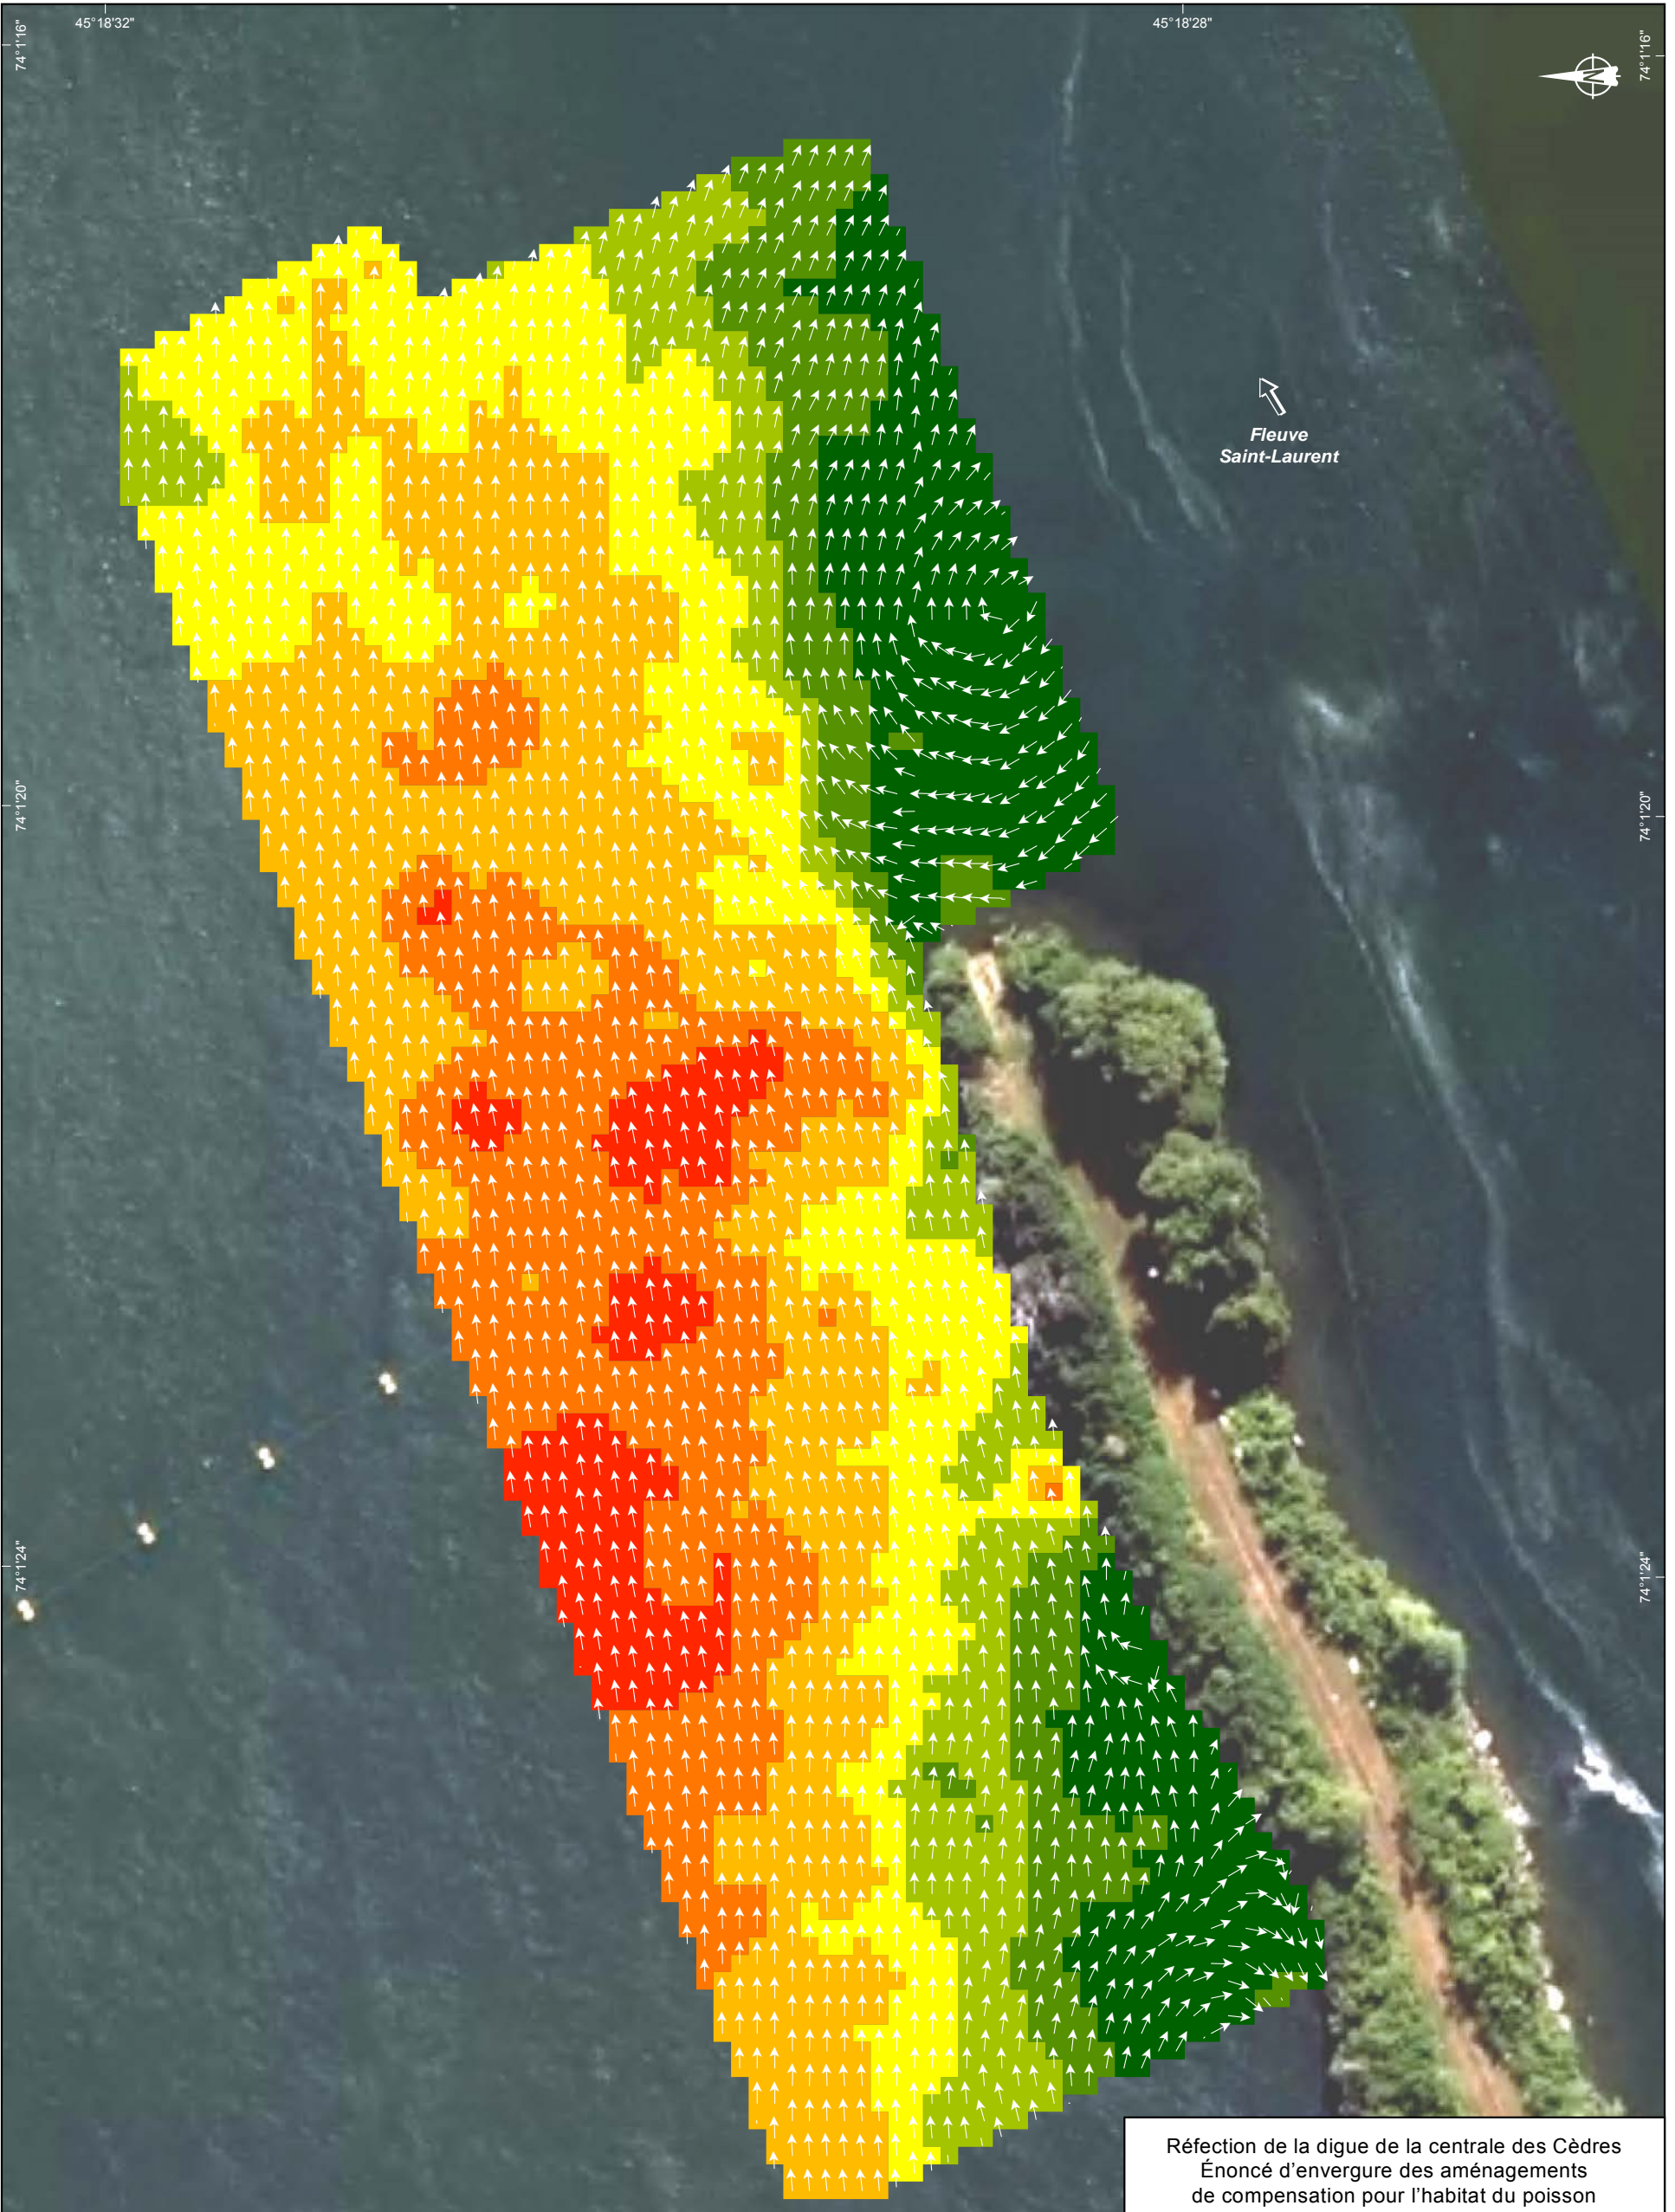 45°18'32"
45°18'28"
74°1'16"
74°1'16"
N
Fleuve
Saint-Laurent
74°1'20"
74°1'20"
74°1'24"
74°1'24"
Réfection de la digue de la centrale des Cèdres
Énoncé d'envergure des aménagements
de compensation pour l'habitat du poisson